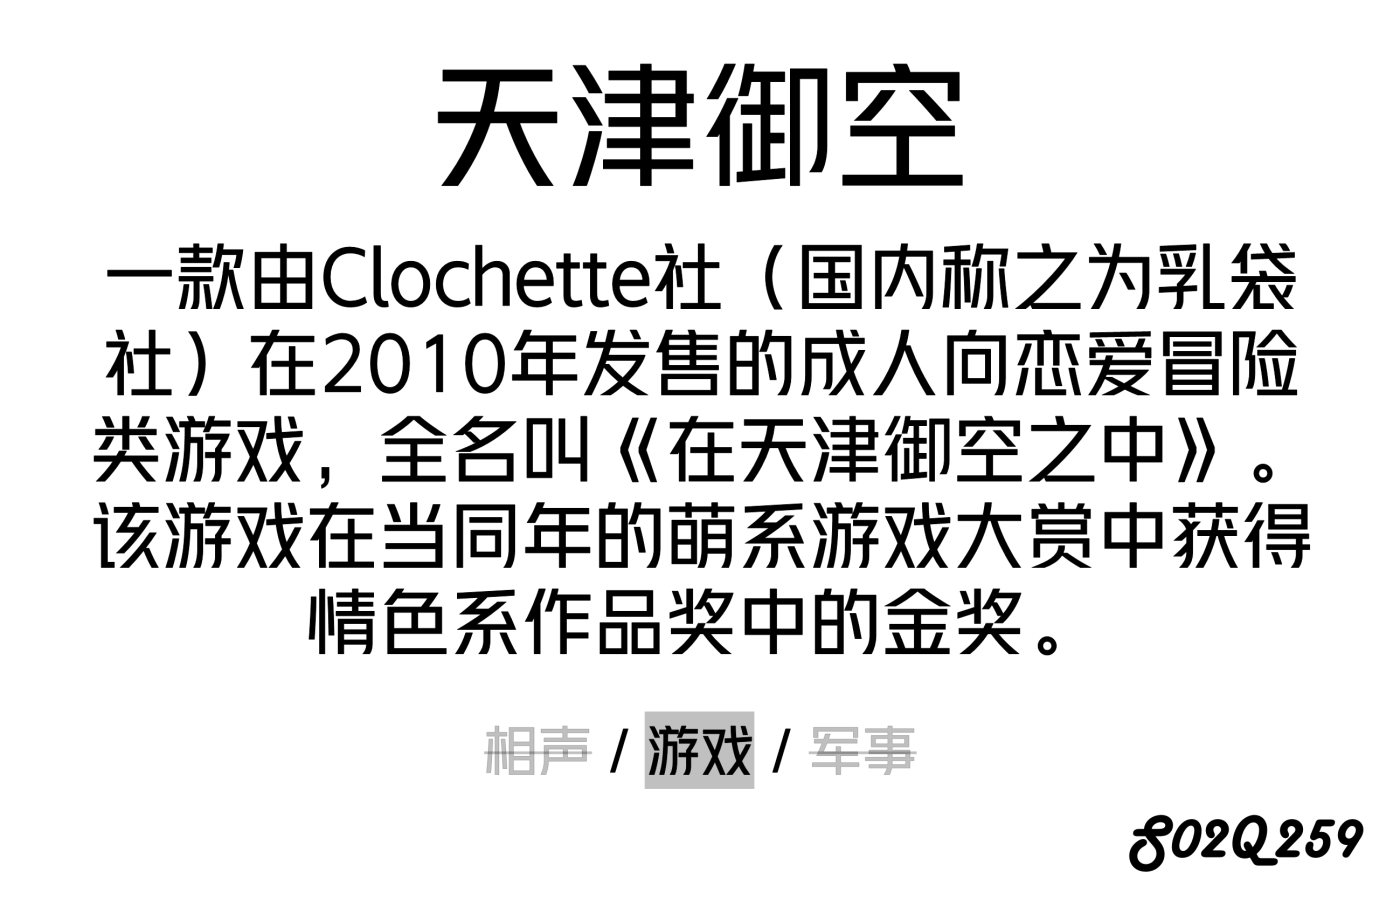 天津御空
一款由Clochette社（国内称之为乳袋
社）在2010年发售的成人向恋爱冒险
类游戏，全名叫《在天津御空之中》。
该游戏在当同年的萌系游戏大赏中获得
情色系作品奖中的金奖。
相声 / 游戏 / 军事
S02Q259